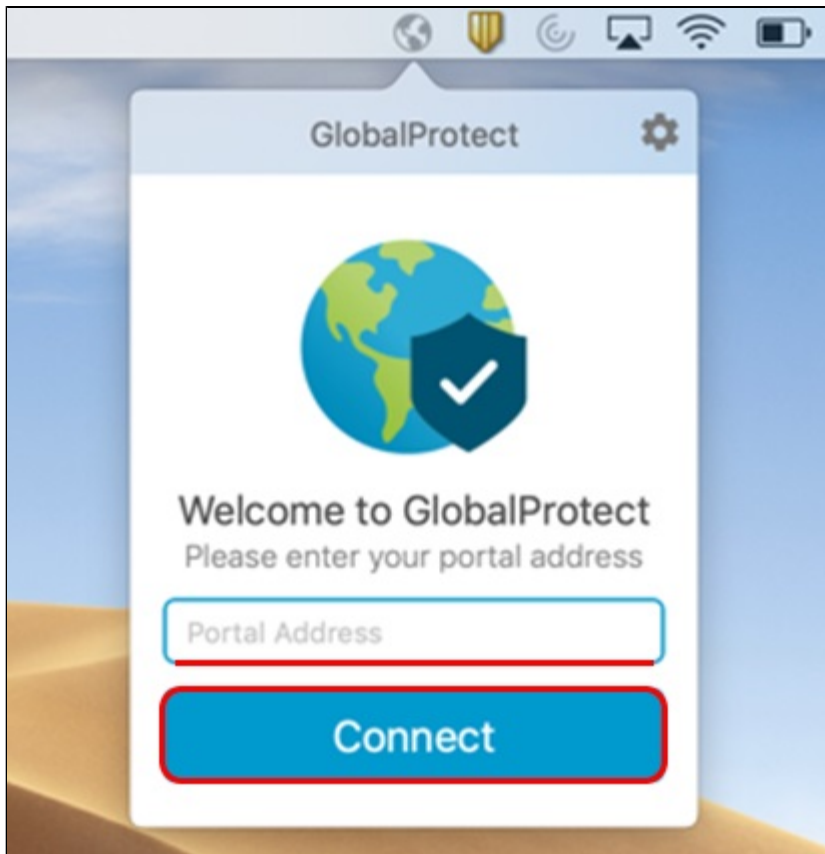 GlobalProtect
Welcome to GlobalProtect
Please enter your portal address
Portal Address
Connect